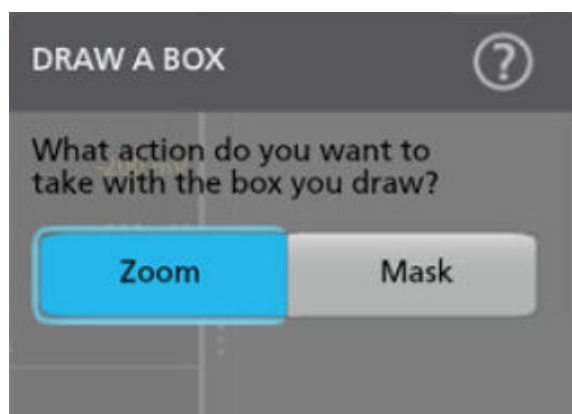 DRAW A BOX
?
What action do you want to
take with the box you draw?
Zoom Mask